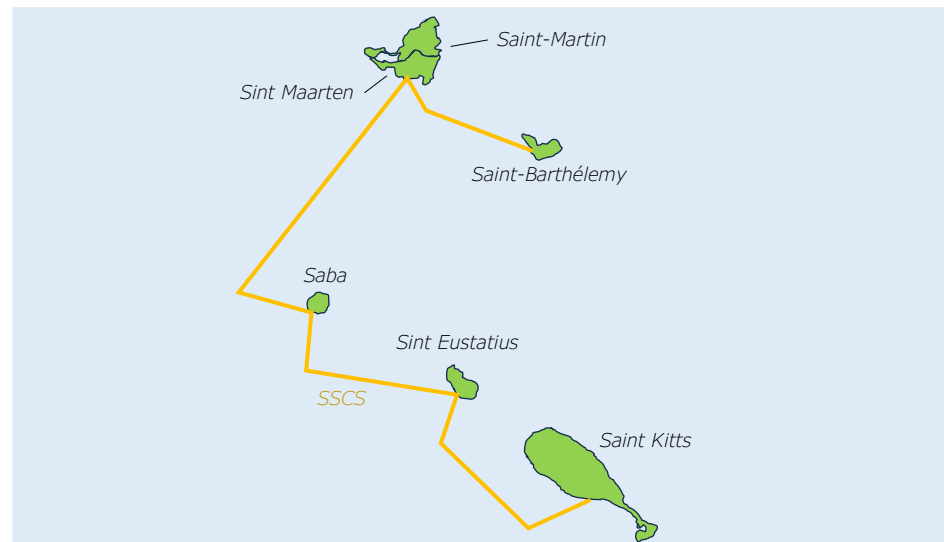 Saint-Martin
Sint Maarten
Saint-Barthélemy
Saba
Sint Eustatius
SSCS
Saint Kitts